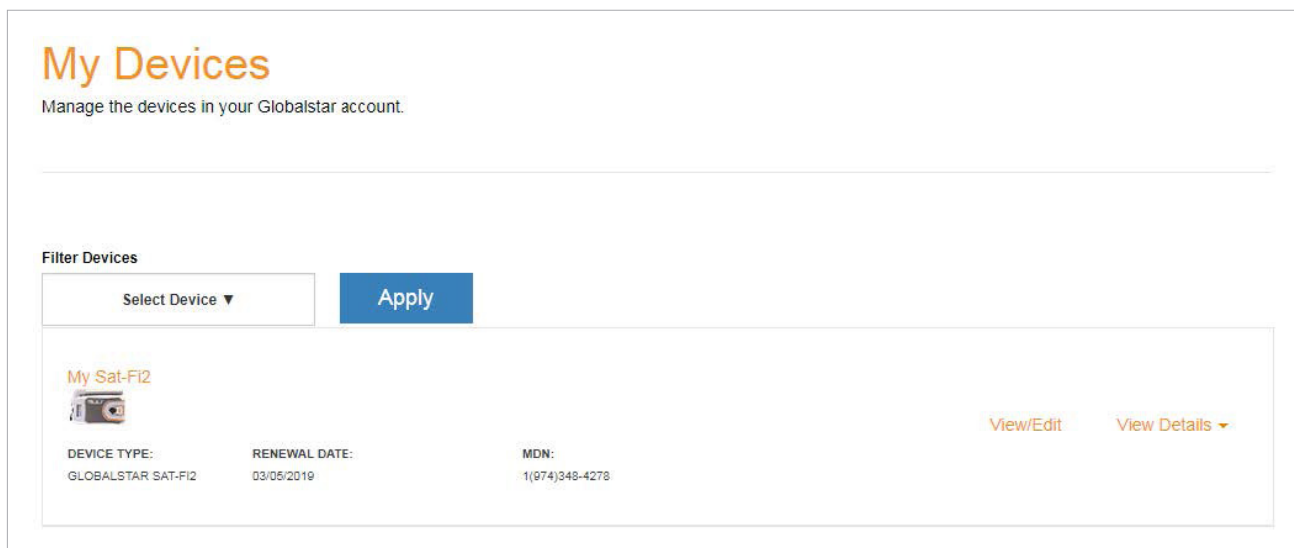 My Devices
Manage the devices in your Globalstar account.
Filter Devices
Select Device ▼
Apply
My Sat-Fi2
View/Edit
View Details
DEVICE TYPE:
RENEWAL DATE:
MDN:
GLOBALSTAR SAT-FI2
03/05/2019
1(974)348-4278